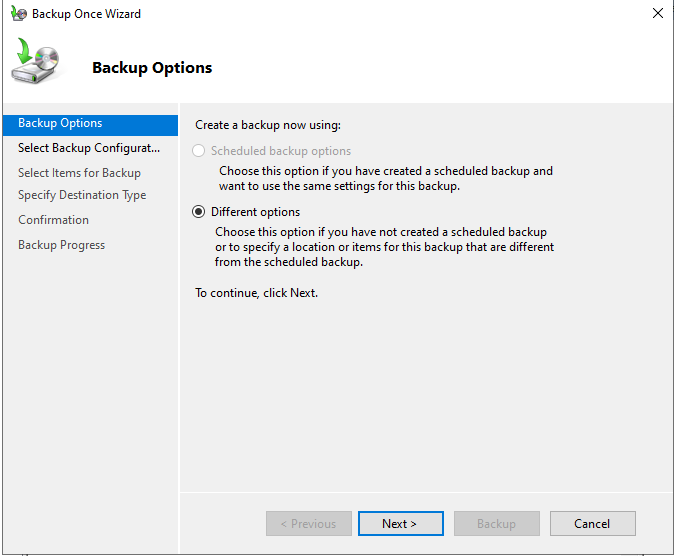 Backup Once Wizard
Backup Options
Backup Options
Select Backup Configurat...
Select Items for Backup
Specify Destination Type
Confirmation
Backup Progress
Create a backup now using:
Scheduled backup options
Choose this option if you have created a scheduled backup and
want to use the same settings for this backup.
Different options
Choose this option if you have not created a scheduled backup
or to specify a location or items for this backup that are different
from the scheduled backup.
To continue, click Next.
< Previous
Next >
Backup
Cancel